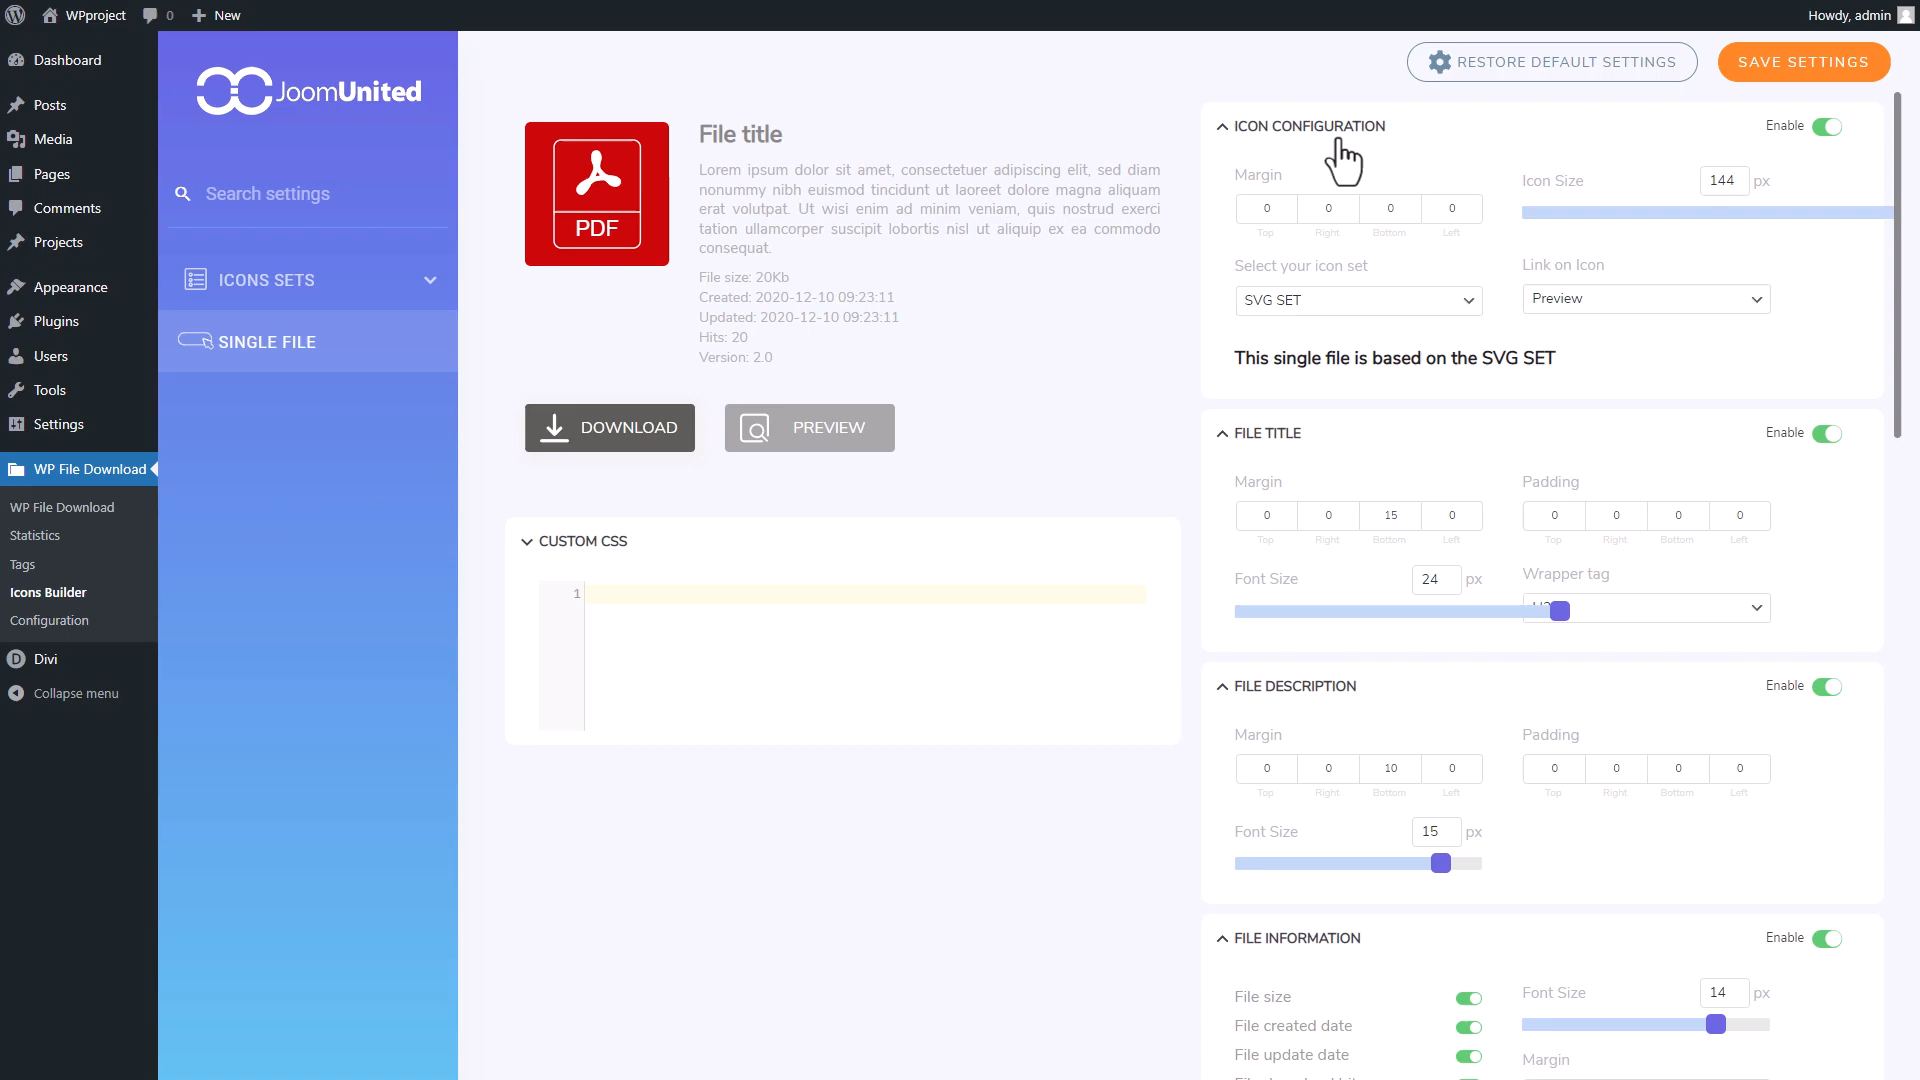 WPproject
0
New
Howdy, admin
Dashboard
Posts
Media
Pages
Comments
Projects
Appearance
Plugins
Users
Tools
Settings
WP File Download
WP File Download
Statistics
Tags
Icons Builder
Configuration
Divi
Collapse menu
JoomUnited
Search settings
ICONS SETS
SINGLE FILE
RESTORE DEFAULT SETTINGS
SAVE SETTINGS
PDF
File title
Lorem ipsum dolor sit amet, consectetuer adipiscing elit, sed diam
nonummy nibh euismod tincidunt ut laoreet dolore magna aliquam
erat volutpat. Ut wisi enim ad minim veniam, quis nostrud exerci
tation ullamcorper suscipit lobortis nisl ut aliquip ex ea commodo
consequat.
File size: 20Kb
Created: 2020-12-10 09:23:11
Updated: 2020-12-10 09:23:11
Hits: 20
Version: 2.0
DOWNLOAD
PREVIEW
CUSTOM CSS
1
ICON CONFIGURATION
Enable
Margin
0 0 0 0
Top Right Bottom Left
Icon Size 144 px
Select your icon set
SVG SET
Link on Icon
Preview
This single file is based on the SVG SET
FILE TITLE
Enable
Margin
0 0 15 0
Top Right Bottom Left
Padding
0 0 0 0
Top Right Bottom Left
Font Size 24 px
Wrapper tag
FILE DESCRIPTION
Enable
Margin
0 0 10 0
Top Right Bottom Left
Padding
0 0 0 0
Top Right Bottom Left
Font Size 15 px
FILE INFORMATION
Enable
File size
File created date
File update date
Font Size 14 px
Margin